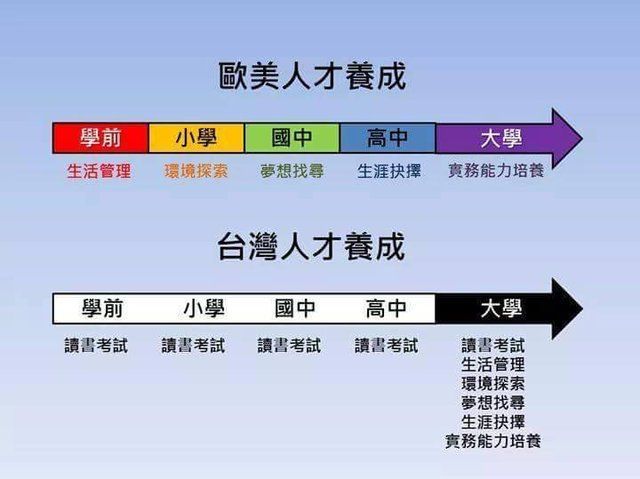 歐美人才養成
學前 小學 國中 高中 大學
生活管理 環境探索 夢想找尋 生涯抉擇 實務能力培養
台灣人才養成
學前 小學 國中 高中 大學
讀書考試 讀書考試 讀書考試 讀書考試 讀書考試
生活管理
環境探索
夢想找尋
生涯抉擇
實務能力培養